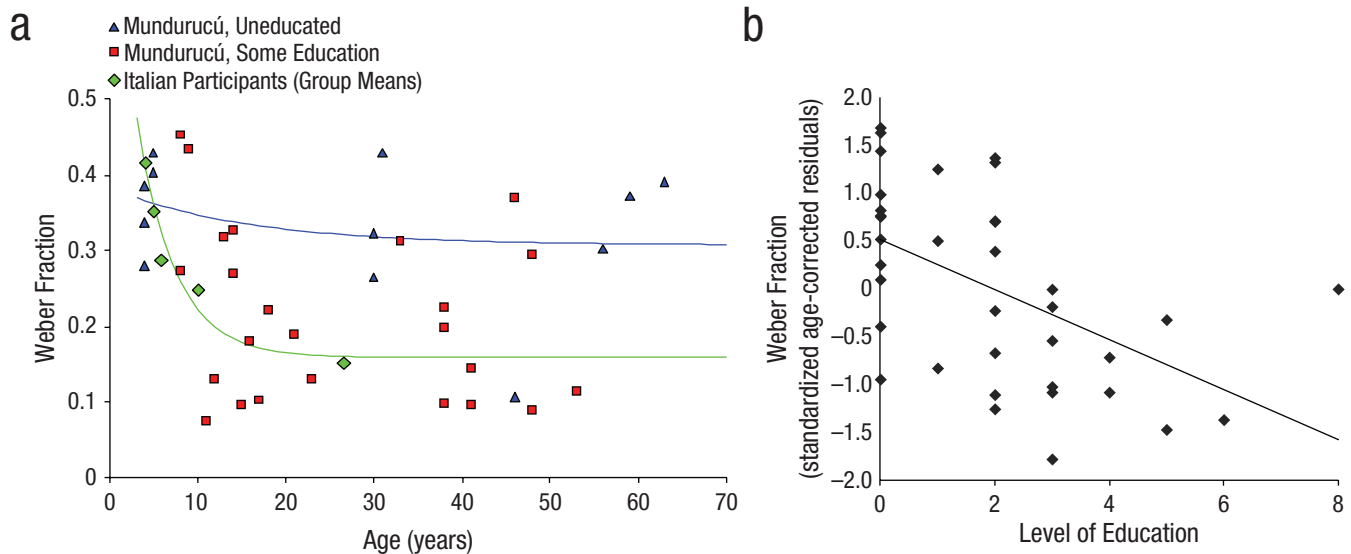 a
Mundurucú, Uneducated
Mundurucú, Some Education
Italian Participants (Group Means)
Weber Fraction
0.5
0.4
0.3
0.2
0.1
0
0 10 20 30 40 50 60 70
Age (years)
b
Weber Fraction
(standardized age-corrected residuals)
2.0
1.5
1.0
0.5
0
−0.5
−1.0
−1.5
−2.0
0 2 4 6 8
Level of Education